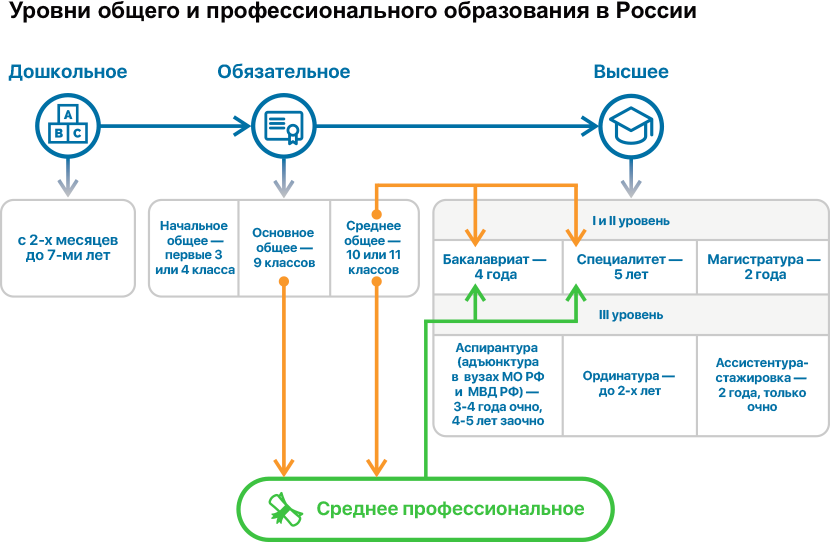 Уровни общего и профессионального образования в России
Дошкольное
Обязательное
Высшее
A
B C
с 2-х месяцев
до 7-ми лет
Начальное
общее —
первые 3
или 4 класса
Основное
общее —
9 классов
Среднее
общее —
10 или 11
классов
I и II уровень
Бакалавриат —
4 года
Специалитет —
5 лет
Магистратура —
2 года
III уровень
Аспирантура
(адъюнктура
в вузах МО РФ
и МВД РФ) —
3-4 года очно,
4-5 лет заочно
Ординатура —
до 2-х лет
Ассистентура-
стажировка —
2 года, только
очно
Среднее профессиональное